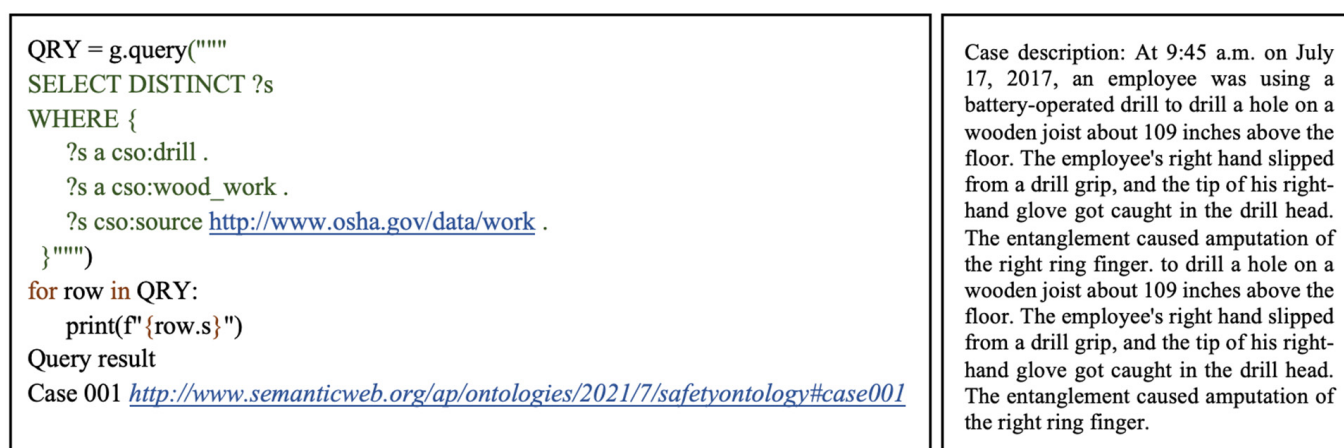 QRY = g.query("""
SELECT DISTINCT ?s
WHERE {
?s a cso:drill .
?s a cso:wood_work .
?s cso:source http://www.osha.gov/data/work .
}""")
for row in QRY:
print(f"{row.s}")
Query result
Case 001 http://www.semanticweb.org/ap/ontologies/2021/7/safetyontology#case001
Case description: At 9:45 a.m. on July
17, 2017, an employee was using a
battery-operated drill to drill a hole on a
wooden joist about 109 inches above the
floor. The employee's right hand slipped
from a drill grip, and the tip of his right-
hand glove got caught in the drill head.
The entanglement caused amputation of
the right ring finger. to drill a hole on a
wooden joist about 109 inches above the
floor. The employee's right hand slipped
from a drill grip, and the tip of his right-
hand glove got caught in the drill head.
The entanglement caused amputation of
the right ring finger.